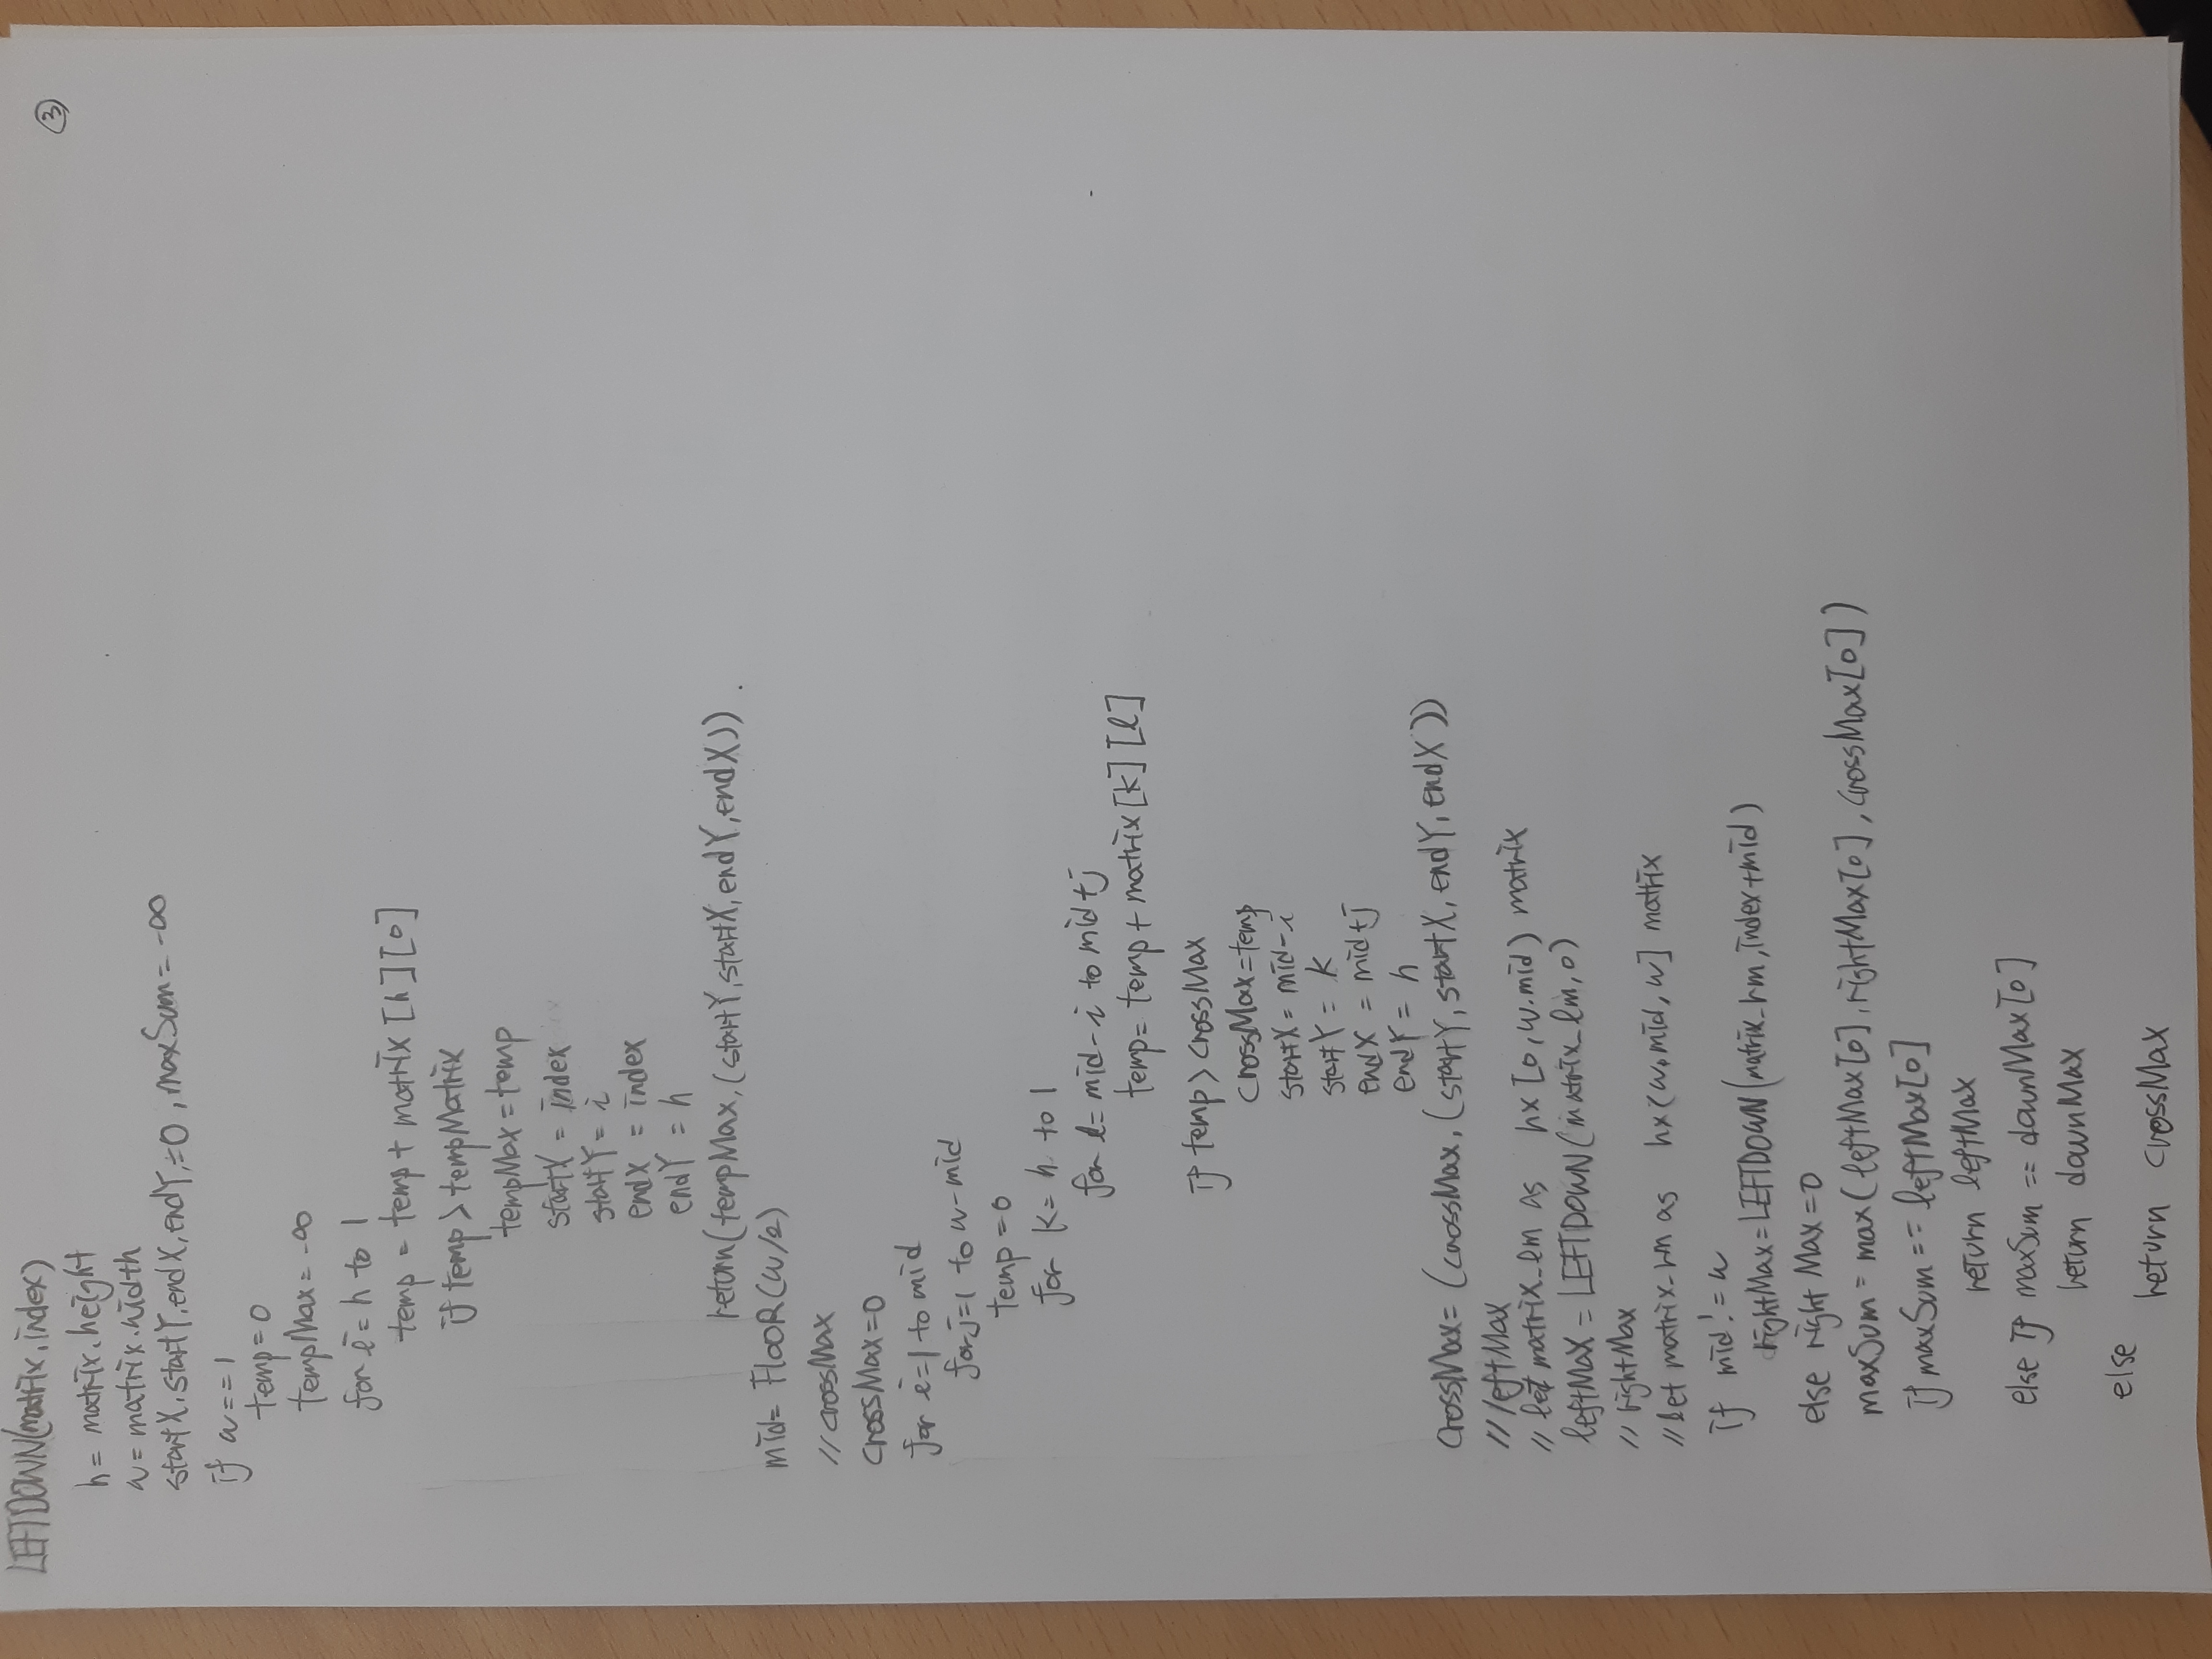 LEFTDOWN(matrix, index)
③
h = matrix.height
w = matrix.width
startX, startY, endX, endY, =0, maxSum = -∞
if w == 1
temp = 0
tempMax = -∞
for i = h to 1
temp = temp + matrix [h][0]
if temp > tempMatrix
tempMax = temp
startX = index
startY = i
endX = index
endY = h
return(tempMax, (startY, startX, endY, endX)).
mid = FLOOR(w/2)
// crossMax
crossMax=0
for i=1 to mid
for j=1 to w-mid
temp = 0
for k = h to 1
for l = mid-i to mid+j
temp = temp + matrix [k] [l]
if temp > crossMax
crossMax=temp
startX = mid-i
startY = k
endX = mid+j
endY = h
crossMax = (crossMax, (startY, startX, endY, endX))
// leftMax
// let matrix_lm as h×[0, w.mid) matrix
leftMax = LEFTDOWN(matrix_lm, 0)
// rightMax
// let matrix_rm as h×(w.mid, w] matrix
if mid != w
rightMax = LEFTDOWN(matrix_rm, index+mid)
else rightMax=0
maxSum = max(leftMax[0], rightMax[0], crossMax[0])
if maxSum == leftMax[0]
return leftMax
else if maxSum == downMax[0]
return downMax
else
return crossMax